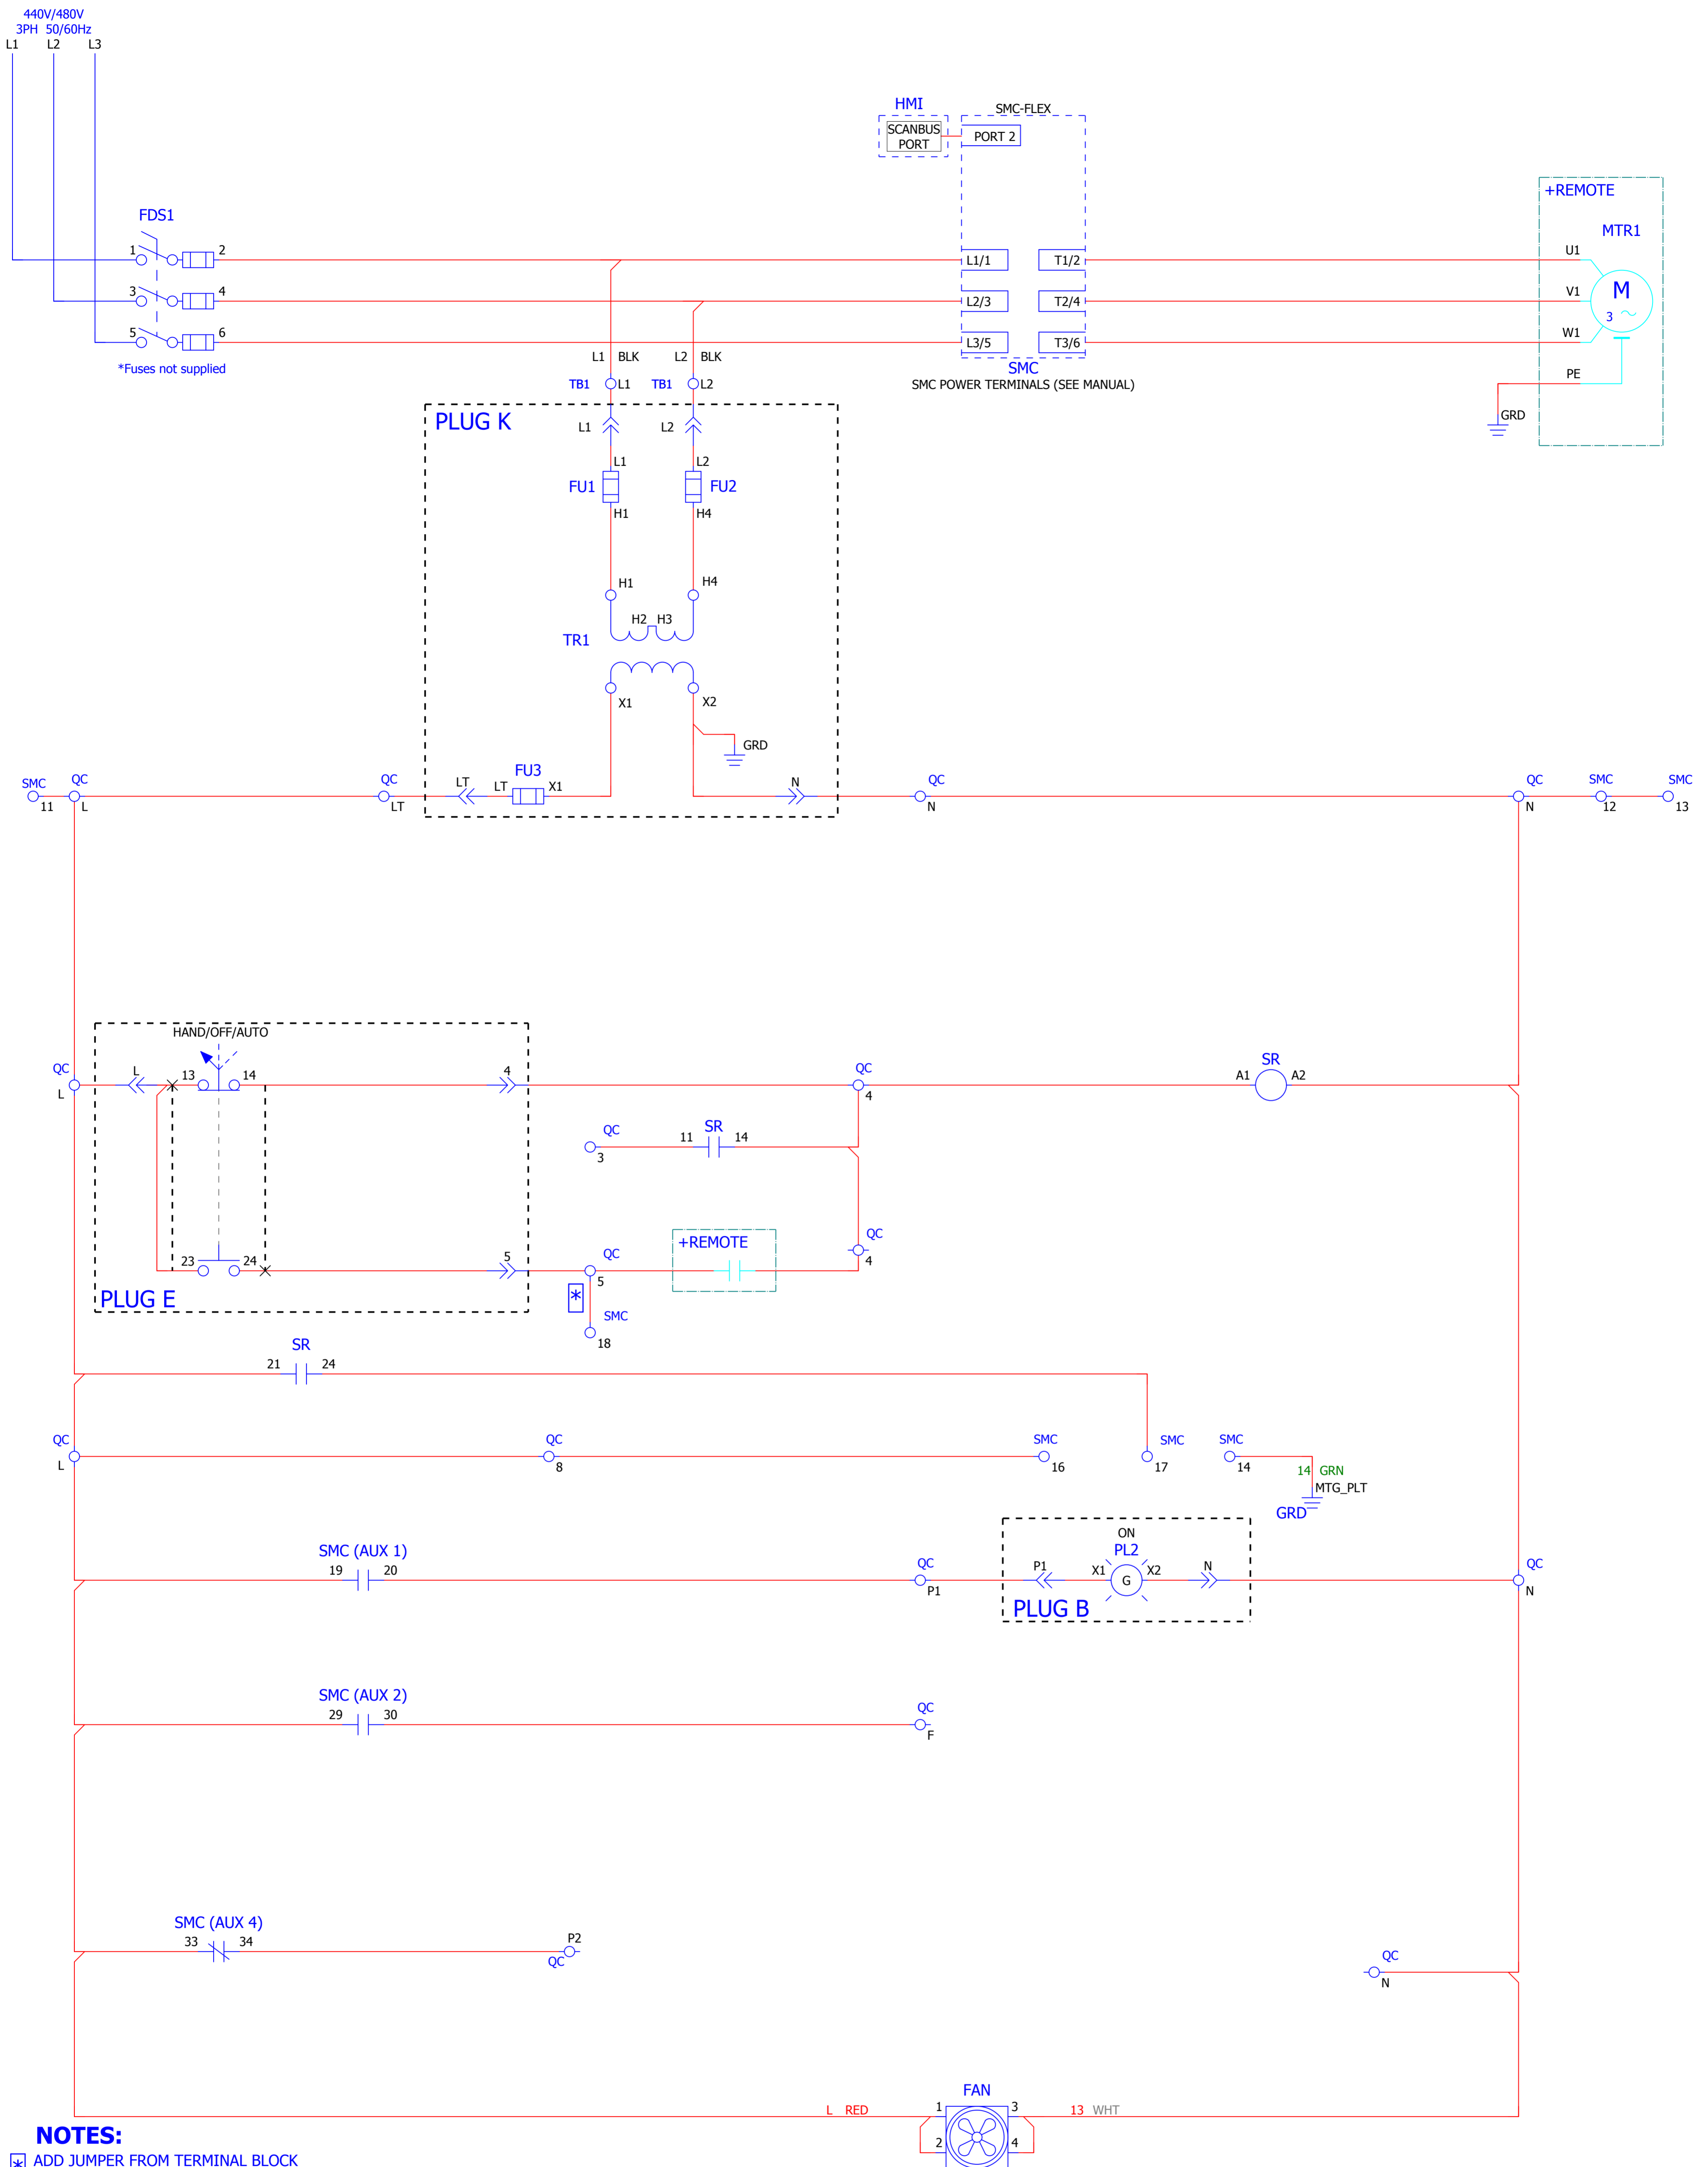 440V/480V
3PH 50/60Hz
L1 L2 L3
HMI
SMC-FLEX
SCANBUS
PORT
PORT 2
+REMOTE
MTR1
FDS1
1 2
L1/1 T1/2
U1
3 4
L2/3 T2/4
V1
M
3
5 6
L3/5 T3/6
W1
*Fuses not supplied
L1 BLK L2 BLK
SMC
SMC POWER TERMINALS (SEE MANUAL)
PE
GRD
TB1 L1 TB1 L2
PLUG K
L1 L2
L1 L2
FU1 FU2
H1 H4
H1 H4
H2 H3
TR1
X1 X2
GRD
SMC QC QC LT LT FU3 X1 N QC QC SMC SMC
11 L LT N N 12 13
HAND/OFF/AUTO
QC L 13 14 4 QC SR
L 4 A1 A2
QC SR
3 11 14
+REMOTE
QC
4
23 24 5 QC
5
PLUG E
*
SMC
18
SR
21 24
QC QC SMC SMC SMC
L 8 16 17 14
14 GRN
MTG_PLT
GRD
ON
SMC (AUX 1) PL2
19 20 QC P1 X1 G X2 N QC
P1 N
PLUG B
SMC (AUX 2)
29 30 QC
F
SMC (AUX 4)
33 34 P2
QC
QC
N
FAN
L RED 1 3 13 WHT
2 4
NOTES:
* ADD JUMPER FROM TERMINAL BLOCK